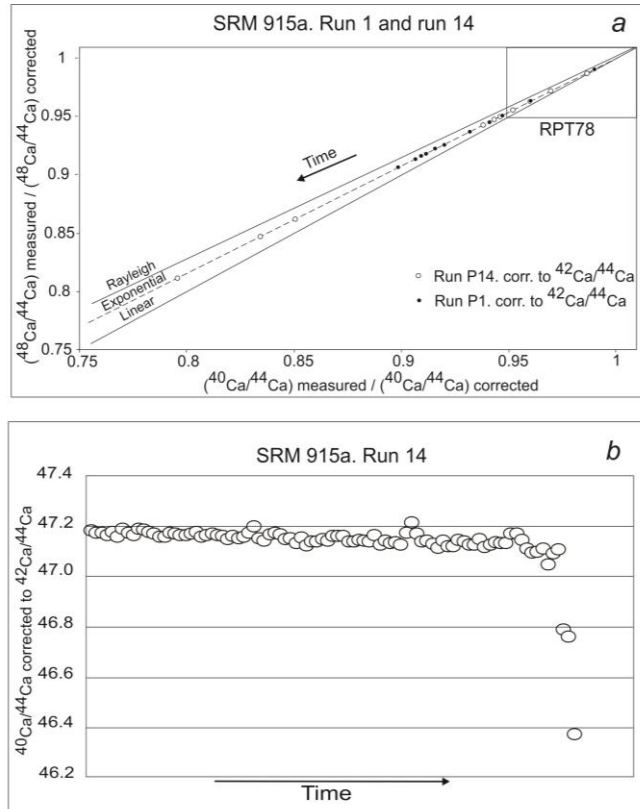 SRM 915a. Run 1 and run 14
a
(⁴⁸Ca/⁴⁴Ca) measured / (⁴⁸Ca/⁴⁴Ca) corrected
1
0.95
0.9
0.85
0.8
0.75
RPT78
Time
Rayleigh
Exponential
Linear
○ Run P14. corr. to ⁴²Ca/⁴⁴Ca
• Run P1. corr. to ⁴²Ca/⁴⁴Ca
0.75 0.8 0.85 0.9 0.95 1
(⁴⁰Ca/⁴⁴Ca) measured / (⁴⁰Ca/⁴⁴Ca) corrected
SRM 915a. Run 14
b
⁴⁰Ca/⁴⁴Ca corrected to ⁴²Ca/⁴⁴Ca
47.4
47.2
47.0
46.8
46.6
46.4
46.2
Time